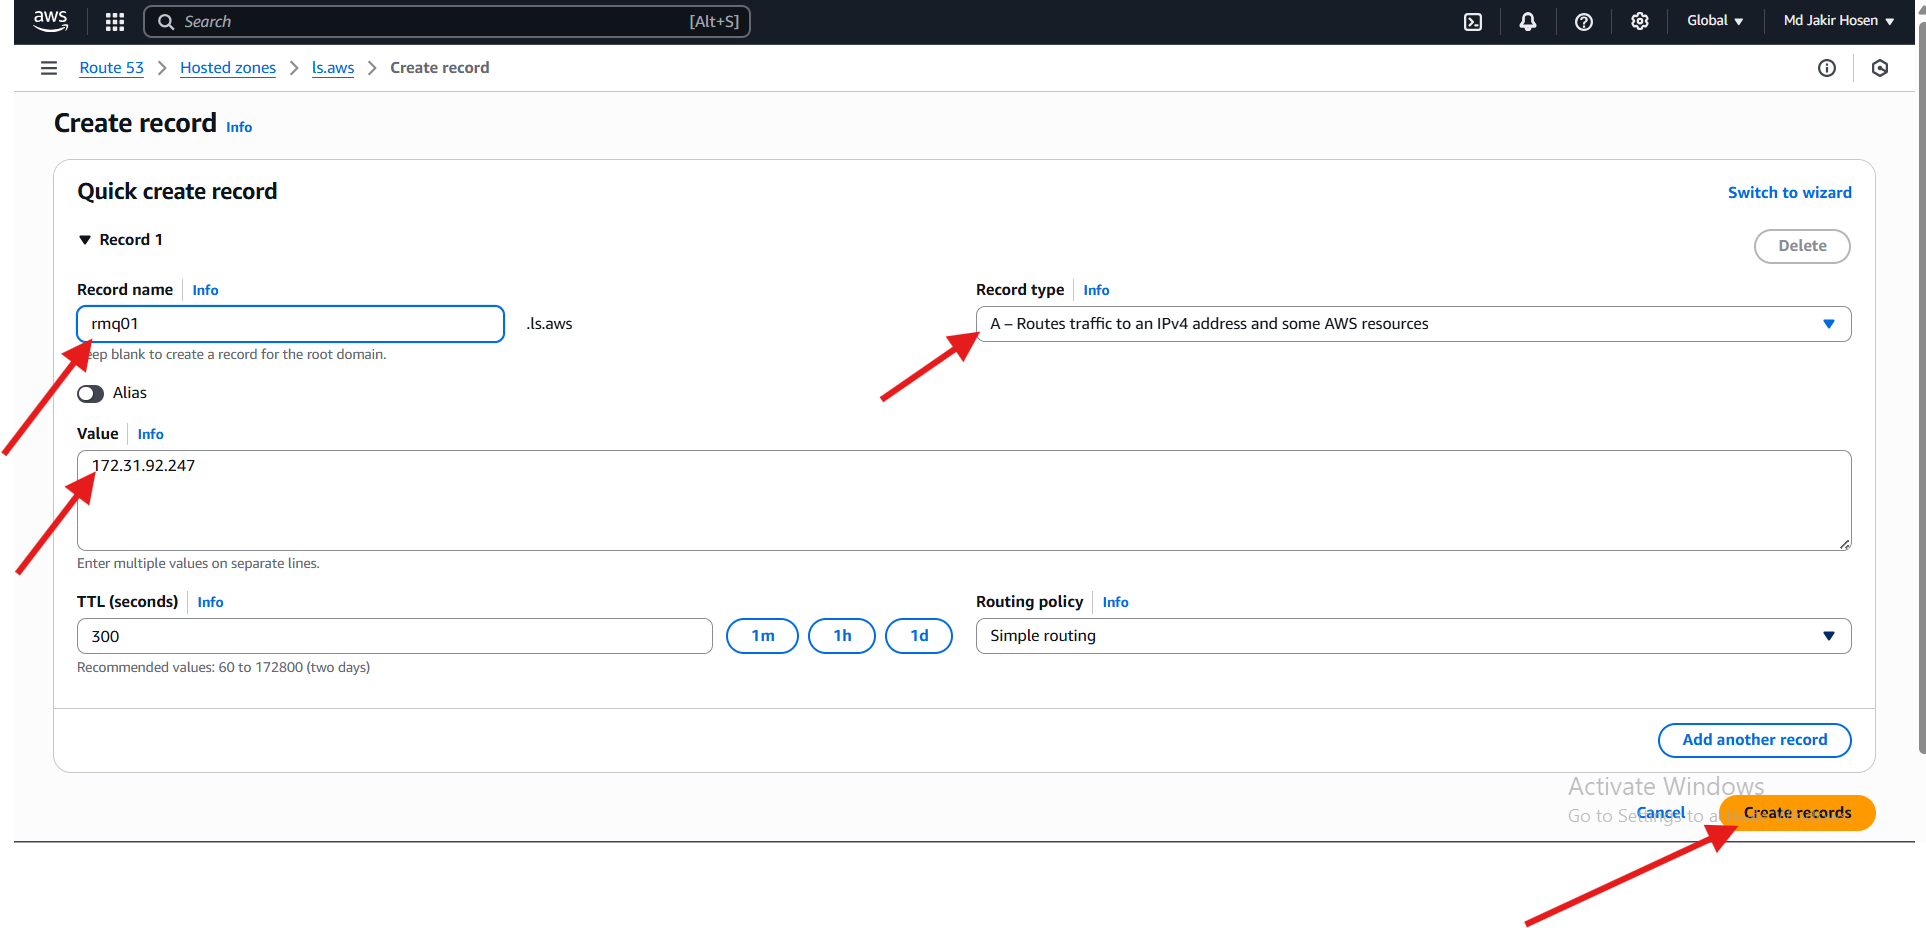 aws Search [Alt+S] Global Md Jakir Hosen
Route 53 Hosted zones ls.aws Create record
Create record Info
Quick create record
Switch to wizard
Record 1
Delete
Record name Info
Record type Info
rmq01 .ls.aws
A – Routes traffic to an IPv4 address and some AWS resources
eep blank to create a record for the root domain.
Alias
Value Info
172.31.92.247
Enter multiple values on separate lines.
TTL (seconds) Info
Routing policy Info
300 1m 1h 1d
Simple routing
Recommended values: 60 to 172800 (two days)
Add another record
Activate Windows
Cancel Create records
Go to Settings to